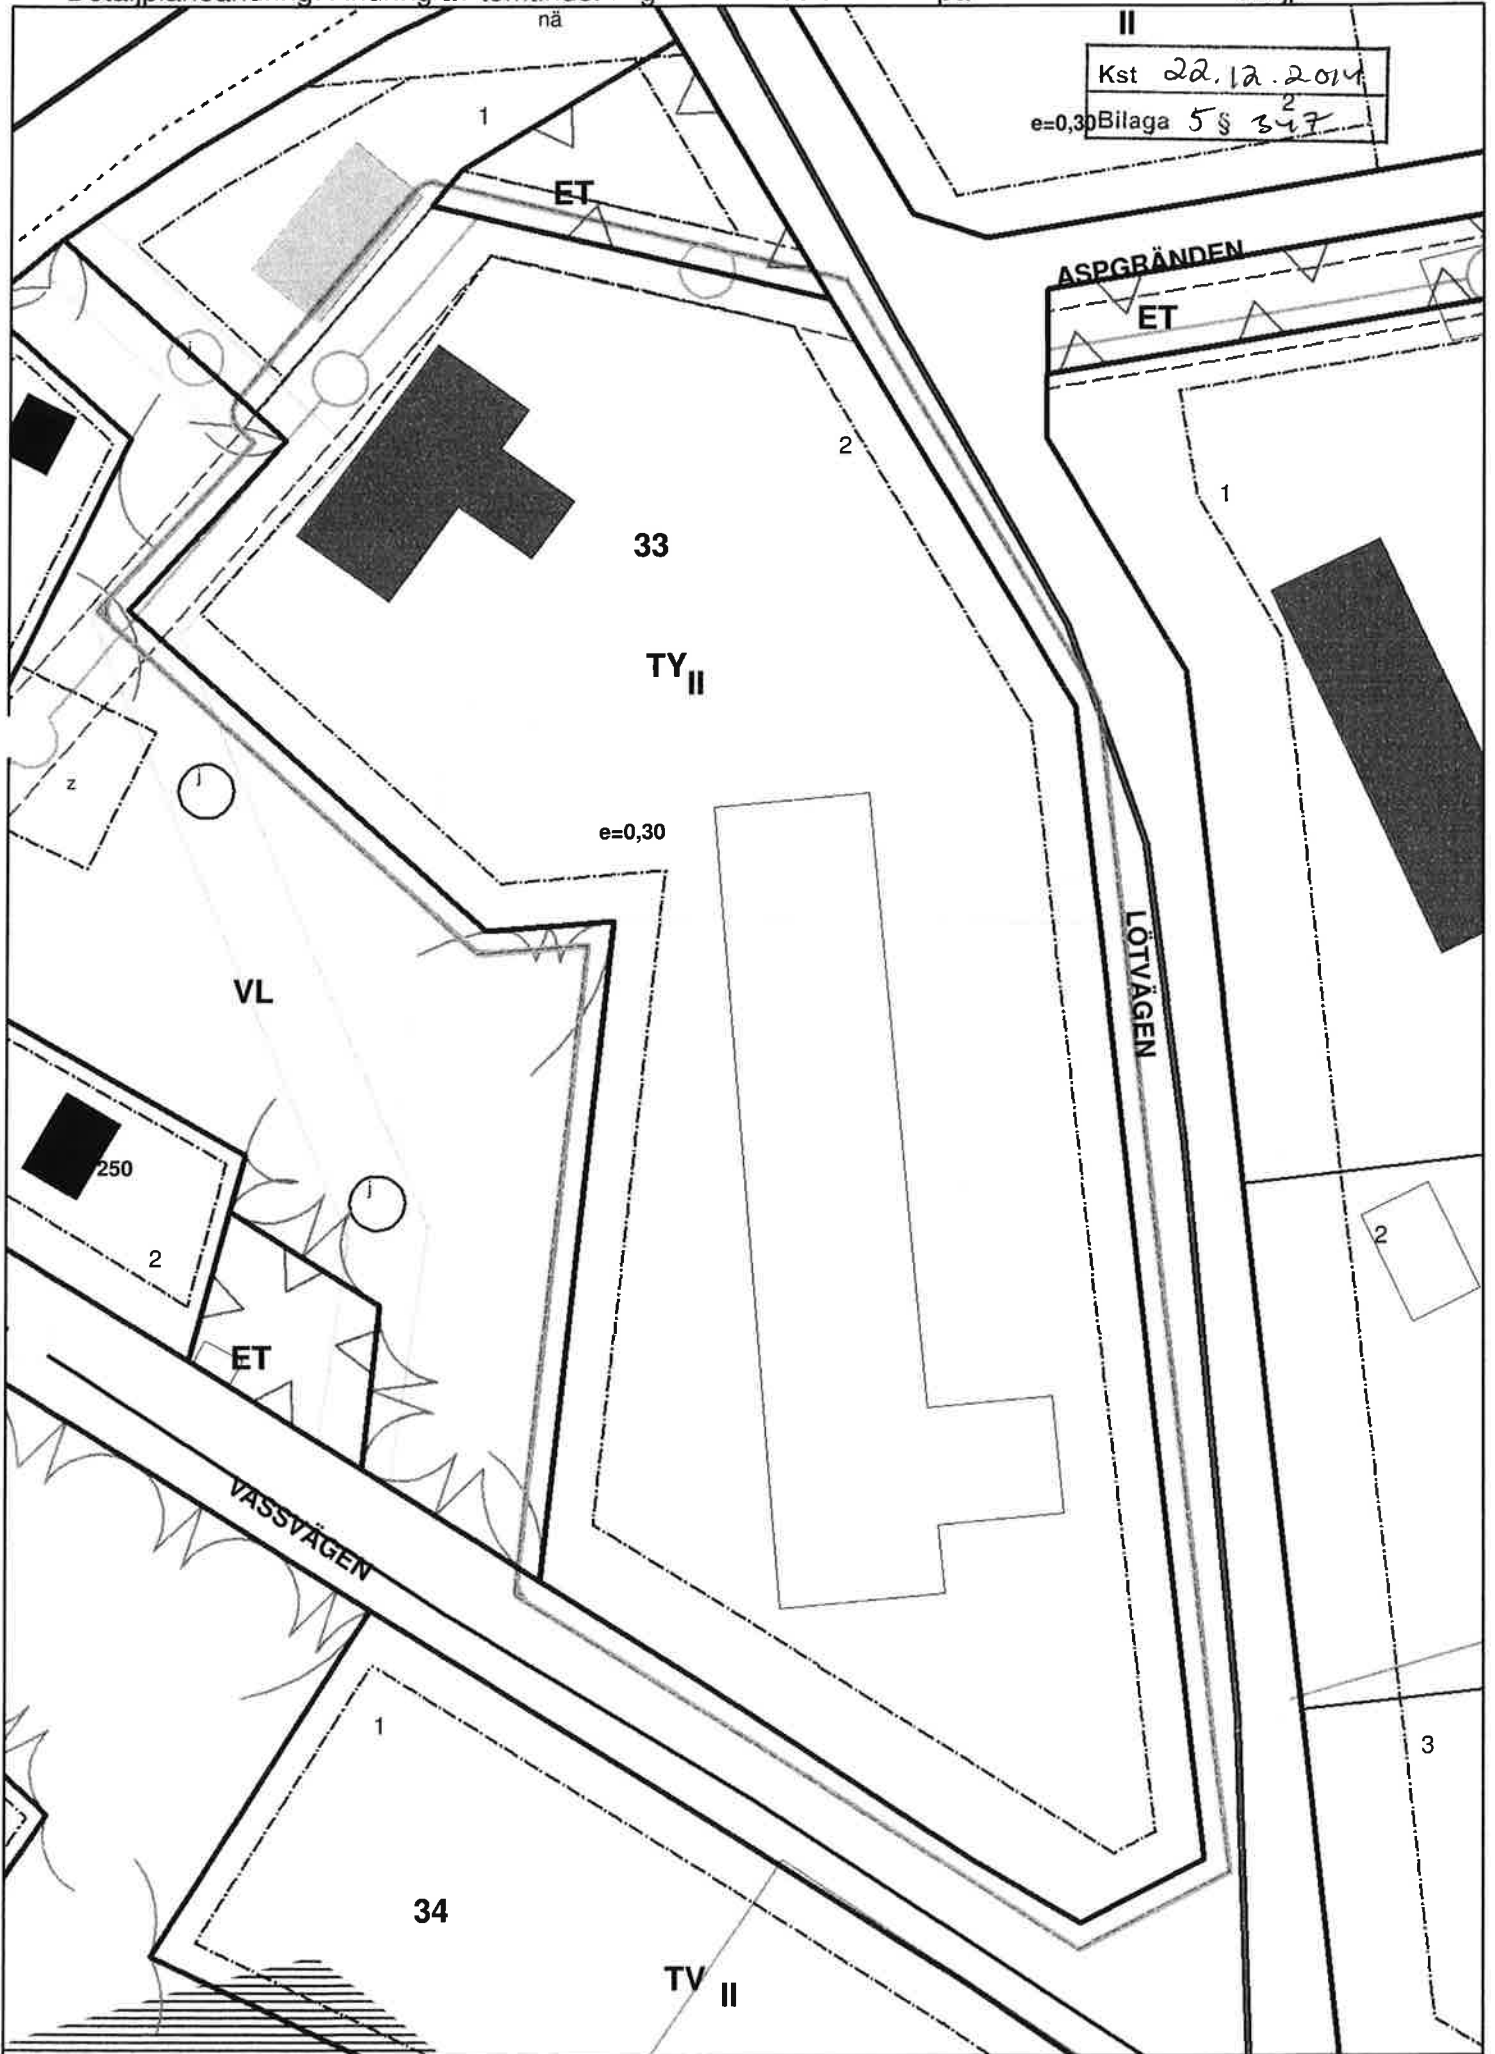 nä
II
Kst 22.12.2014
2
e=0,30
Bilaga 5 § 347
1
ET
ASPGRÄNDEN
ET
j
2
1
33
TY II
z
j
e=0,30
LÖTVÄGEN
VL
250
j
2
2
ET
VASSVÄGEN
1
3
34
TV II